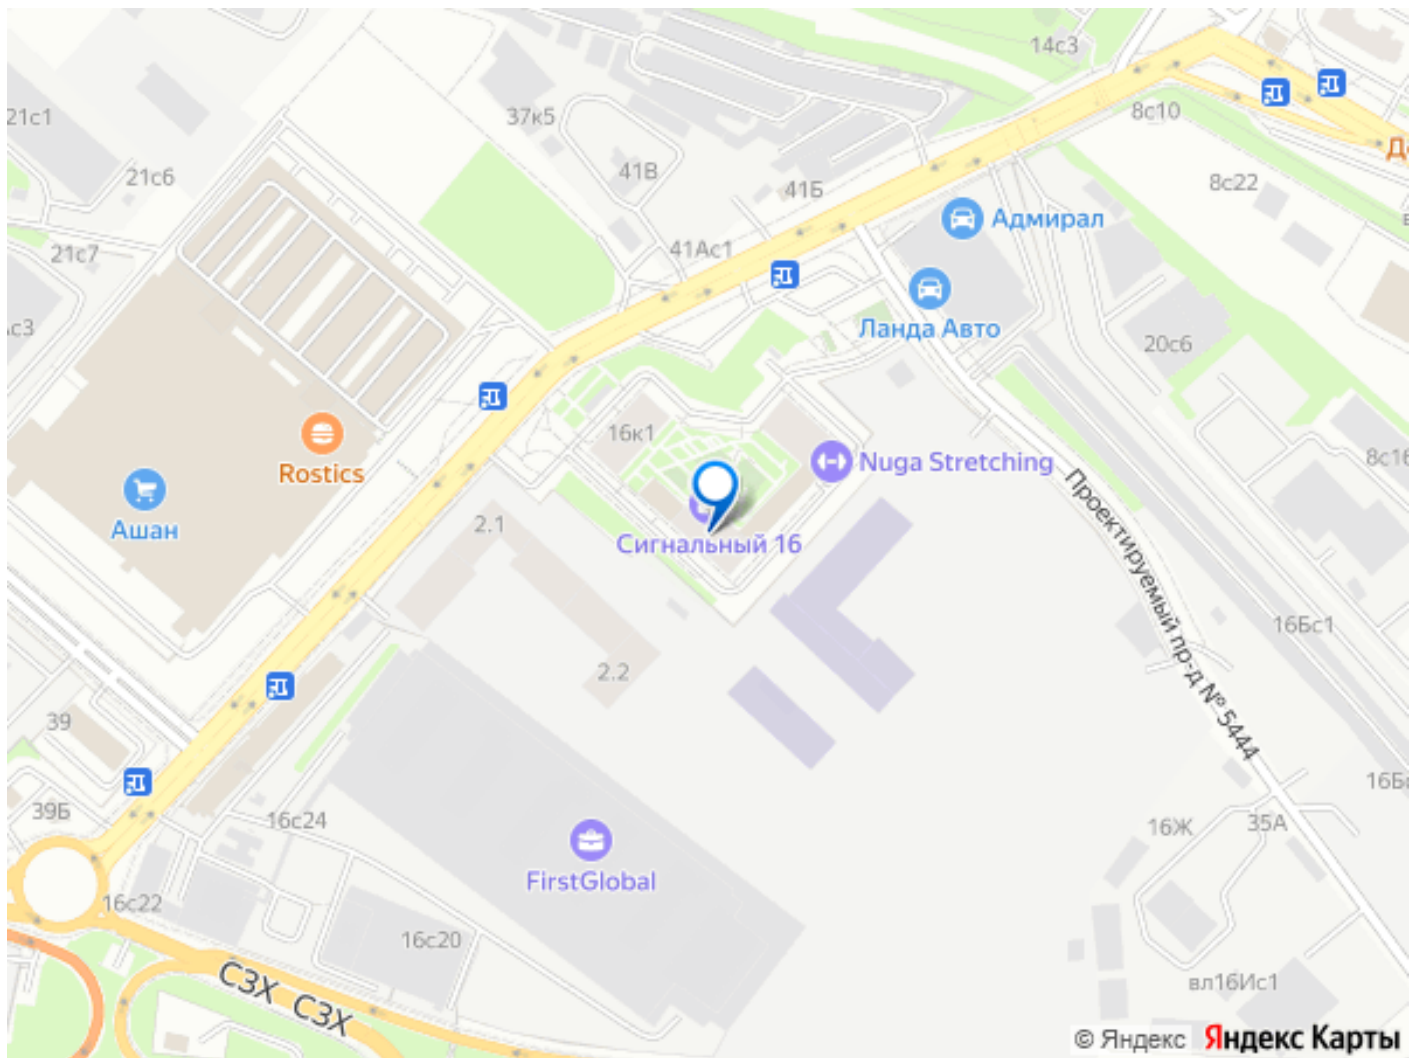 14с3
8с10
21с1
37к5
Д
41В
41Б
21с6
8с22
Адмирал
41Ас1
21с7
с3
Ланда Авто
20с6
16к1
8с16
Rostics
Nuga Stretching
Ашан
2.1
Сигнальный 16
Проектируемый пр-д № 5444
16Бс1
2.2
39
16Б
39Б
16с24
16Ж
35А
FirstGlobal
16с22
16с20
СЗХ СЗХ
вл16Ис1
© Яндекс Яндекс Карты